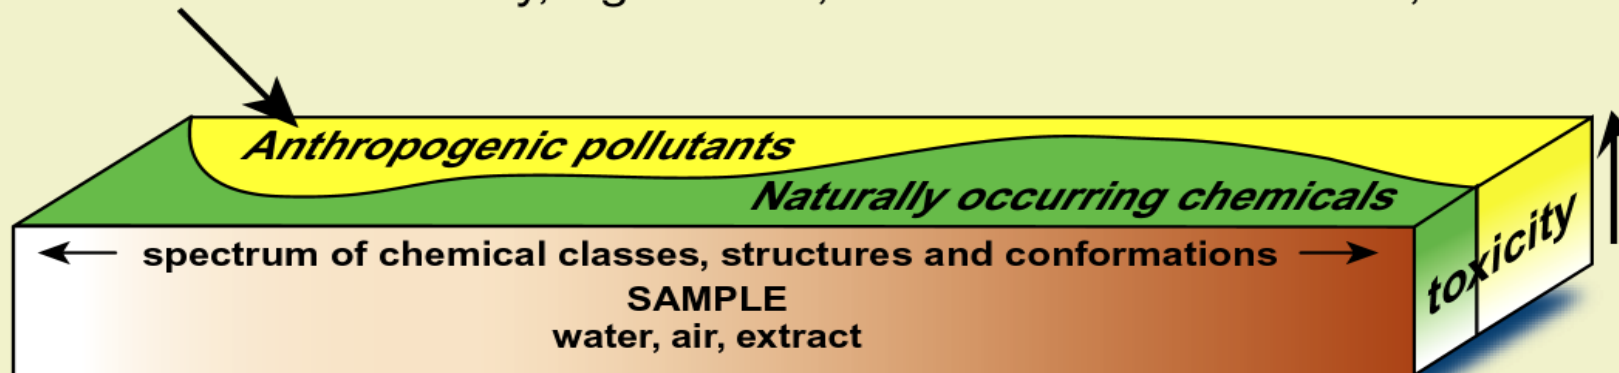 Anthropogenic pollutants
Naturally occurring chemicals
spectrum of chemical classes, structures and conformations
SAMPLE
water, air, extract
toxicity